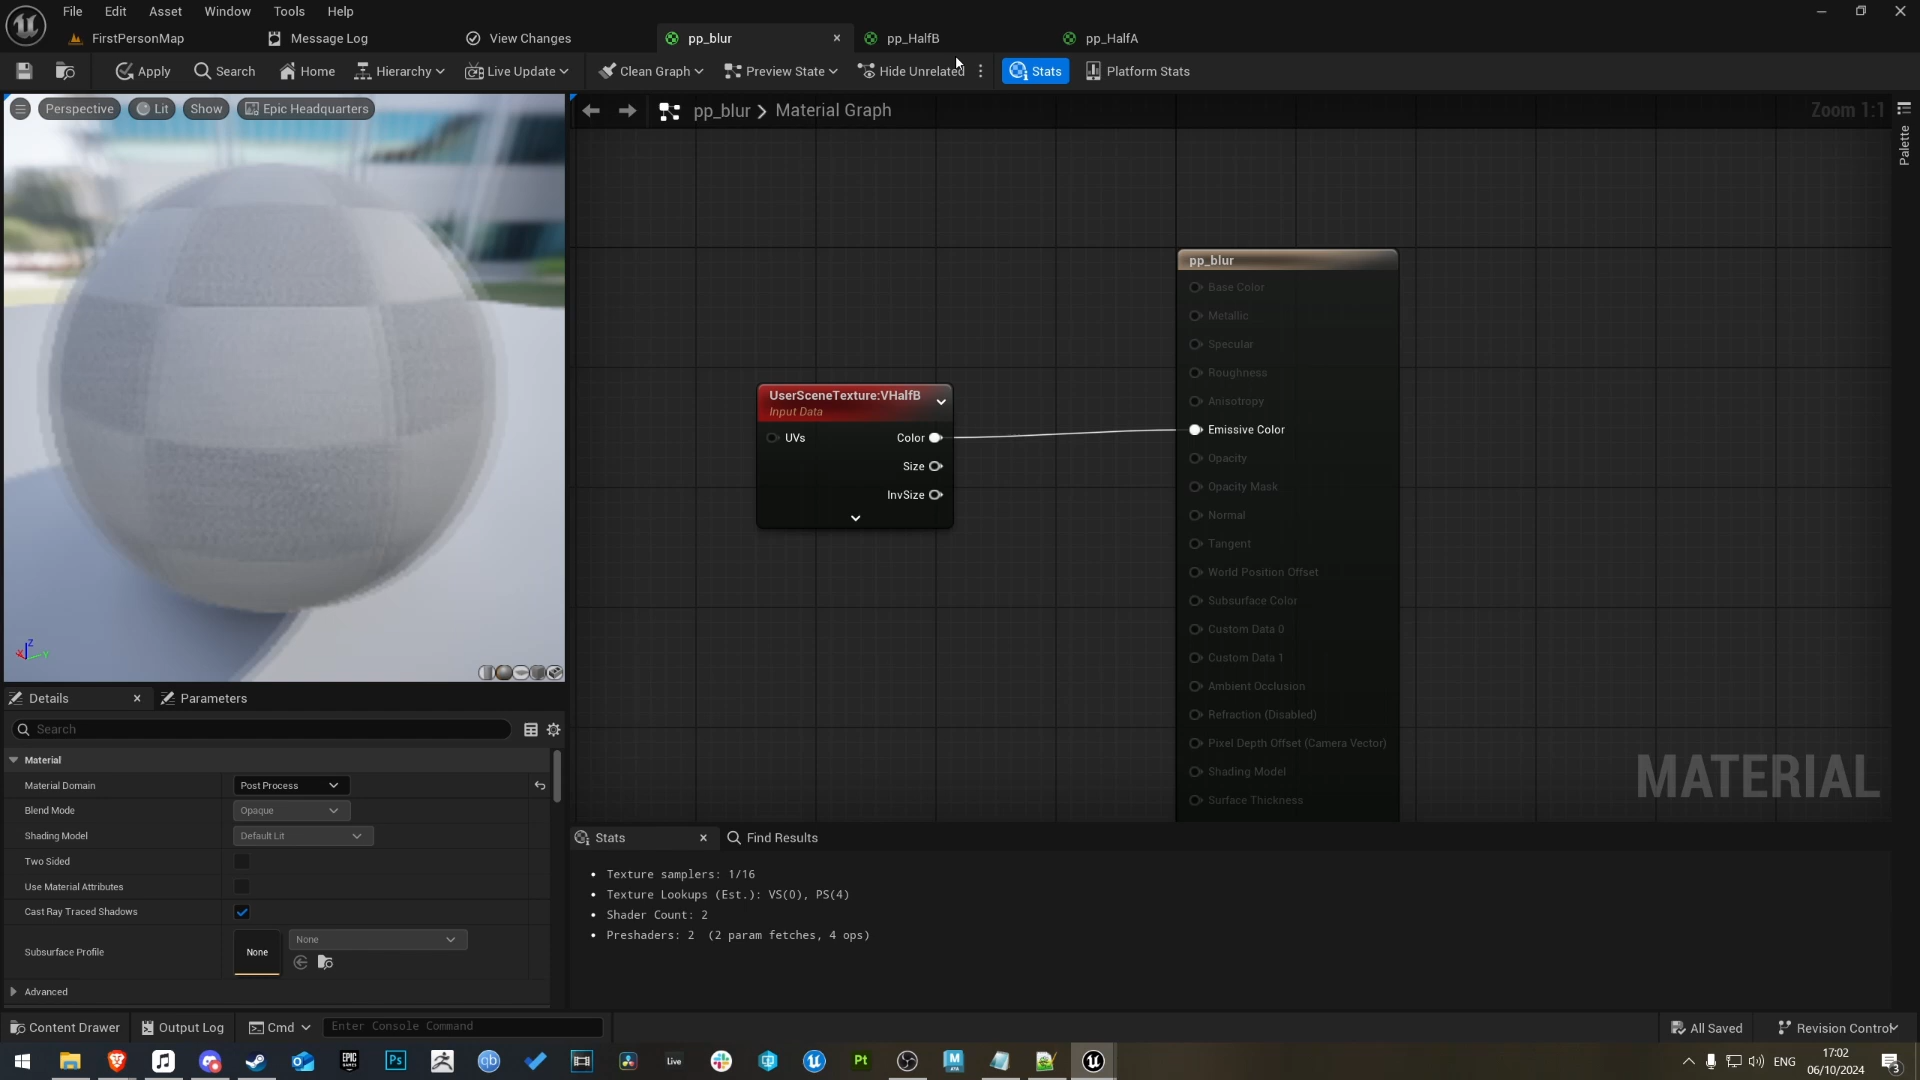 File Edit Asset Window Tools Help
FirstPersonMap Message Log View Changes pp_blur pp_HalfB pp_HalfA
Apply Search Home Hierarchy Live Update Clean Graph Preview State Hide Unrelated Stats Platform Stats
Perspective Lit Show Epic Headquarters
pp_blur > Material Graph
Zoom 1:1
Palette
pp_blur
Base Color
Metallic
Specular
Roughness
Anisotropy
Emissive Color
Opacity
Opacity Mask
Normal
Tangent
World Position Offset
Subsurface Color
Custom Data 0
Custom Data 1
Ambient Occlusion
Refraction (Disabled)
Pixel Depth Offset (Camera Vector)
Shading Model
Surface Thickness
UserSceneTexture:VHalfB
Input Data
UVs Color
Size
InvSize
MATERIAL
X Y Z
Details Parameters
Search
Material
Material Domain Post Process
Blend Mode Opaque
Shading Model Default Lit
Two Sided
Use Material Attributes
Cast Ray Traced Shadows
Subsurface Profile None None
Advanced
Stats Find Results
• Texture samplers: 1/16
• Texture Lookups (Est.): VS(0), PS(4)
• Shader Count: 2
• Preshaders: 2 (2 param fetches, 4 ops)
Content Drawer Output Log Cmd Enter Console Command All Saved Revision Control
EPIC GAMES Ps qb Live Pt M ENG 17:02
06/10/2024 3